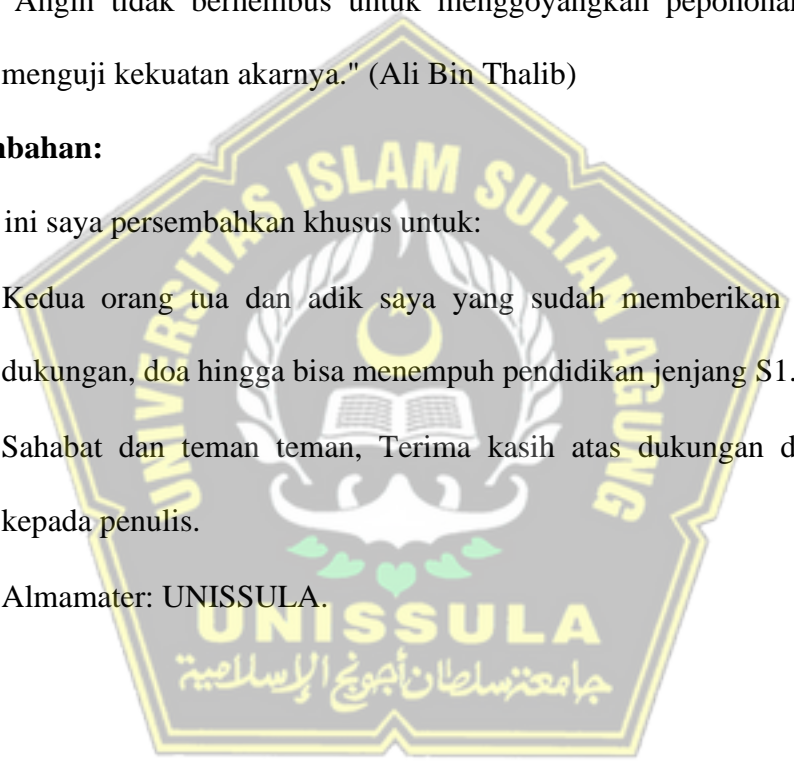 Angin tidak berhembus untuk menggoyangkan
menguji kekuatan akarnya." (Ali Bin Thalib)
mbahan:
ini saya persembahkan khusus untuk:
Kedua orang tua dan adik saya yang sudah memberikan
dukungan, doa hingga bisa menempuh pendidikan jenjang S1.
Sahabat dan teman teman, Terima kasih atas dukungan d
kepada penulis.
Almamater: UNISSULA.
UNIVERSITAS ISLAM SULTAN AGUNG
UNISSULA
جامعة سلطان أجونج الإسلامية